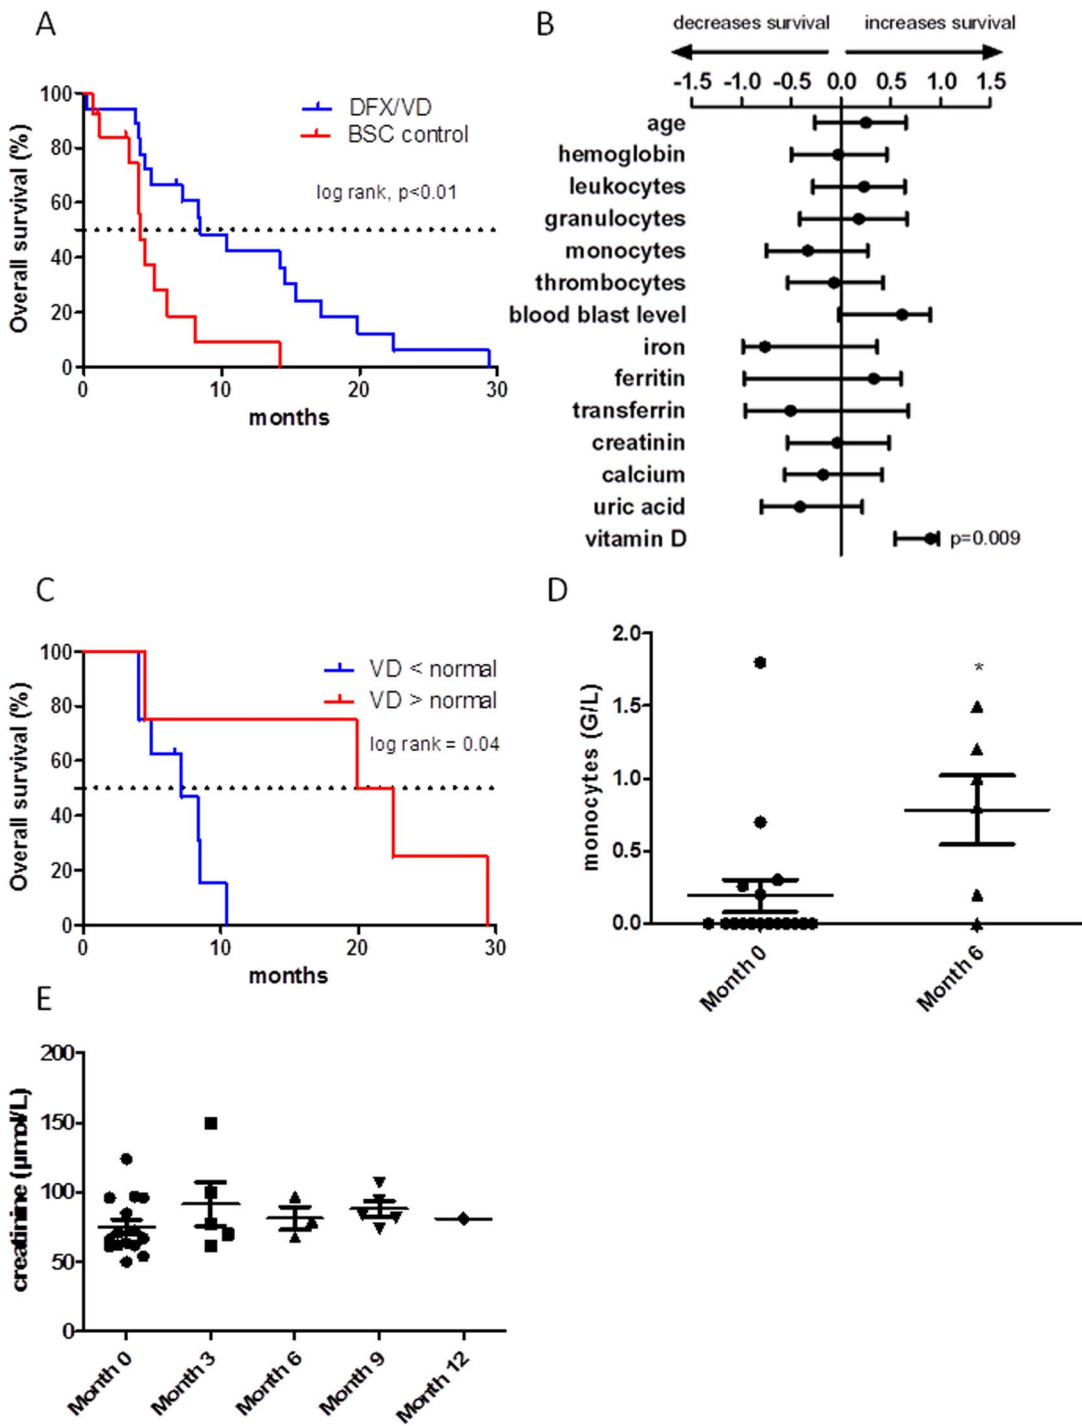 A
DFX/VD
BSC control
log rank, p<0.01
Overall survival (%)
100
80
60
40
20
0
0 10 20 30
months
B
decreases survival increases survival
-1.5 -1.0 -0.5 0.0 0.5 1.0 1.5
age
hemoglobin
leukocytes
granulocytes
monocytes
thrombocytes
blood blast level
iron
ferritin
transferrin
creatinin
calcium
uric acid
vitamin D p=0.009
C
VD < normal
VD > normal
log rank = 0.04
Overall survival (%)
100
80
60
40
20
0
0 10 20 30
months
D
monocytes (G/L)
2.0
1.5
1.0
0.5
0.0
*
Month 0 Month 6
E
creatinine (µmol/L)
200
150
100
50
0
Month 0 Month 3 Month 6 Month 9 Month 12